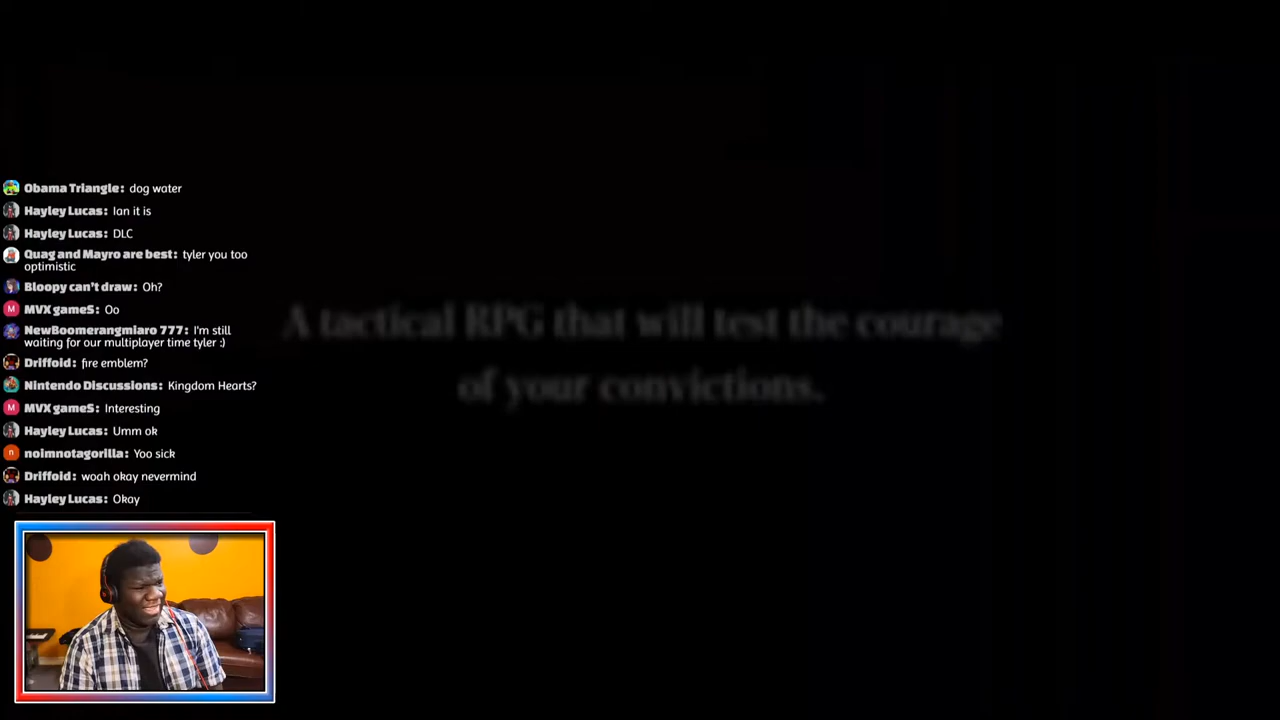 Obama Triangle: dog water
Hayley Lucas: Ian it is
Hayley Lucas: DLC
Quag and Mayro are best: tyler you too
optimistic
Bloopy can't draw: Oh?
M MVX gameS: Oo
NewBoomerangmiaro 777: I'm still
waiting for our multiplayer time tyler :)
Driffoid: fire emblem?
Nintendo Discussions: Kingdom Hearts?
M MVX gameS: Interesting
Hayley Lucas: Umm ok
n noimnotagorilla: Yoo sick
Driffoid: woah okay nevermind
Hayley Lucas: Okay
A tactical RPG that will test the courage
of your convictions.